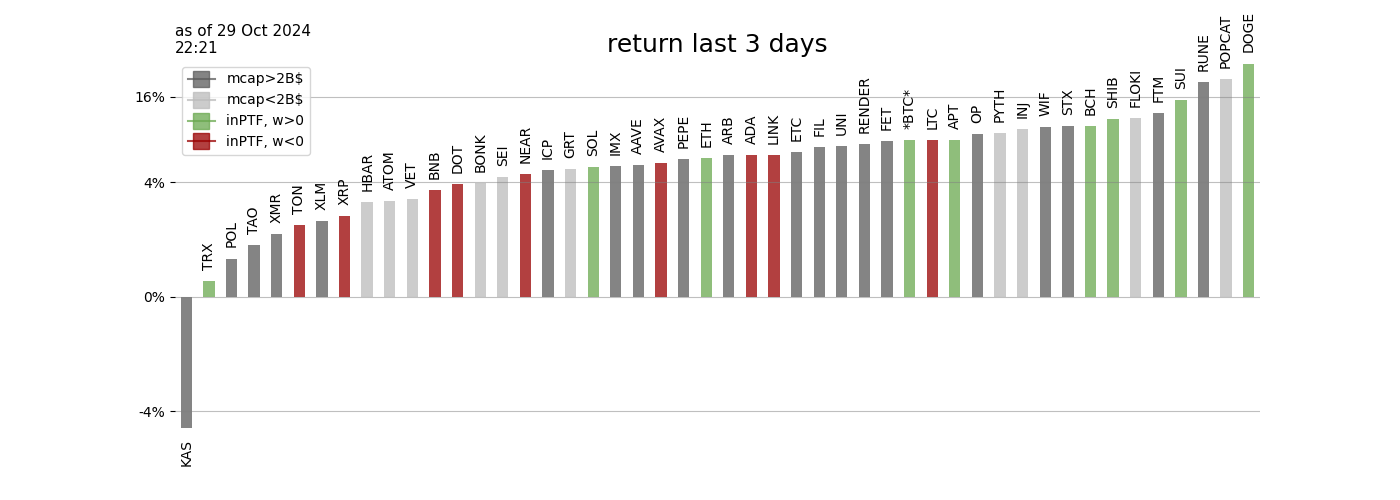 as of 29 Oct 2024
22:21
return last 3 days
mcap>2B$
mcap<2B$
inPTF, w>0
inPTF, w<0
16%
4%
0%
-4%
KAS
TRX
POL
TAO
XMR
TON
XLM
XRP
HBAR
ATOM
VET
BNB
DOT
BONK
SEI
NEAR
ICP
GRT
SOL
IMX
AAVE
AVAX
PEPE
ETH
ARB
ADA
LINK
ETC
FIL
UNI
RENDER
FET
*BTC*
LTC
APT
OP
PYTH
INJ
WIF
STX
BCH
SHIB
FLOKI
FTM
SUI
RUNE
POPCAT
DOGE